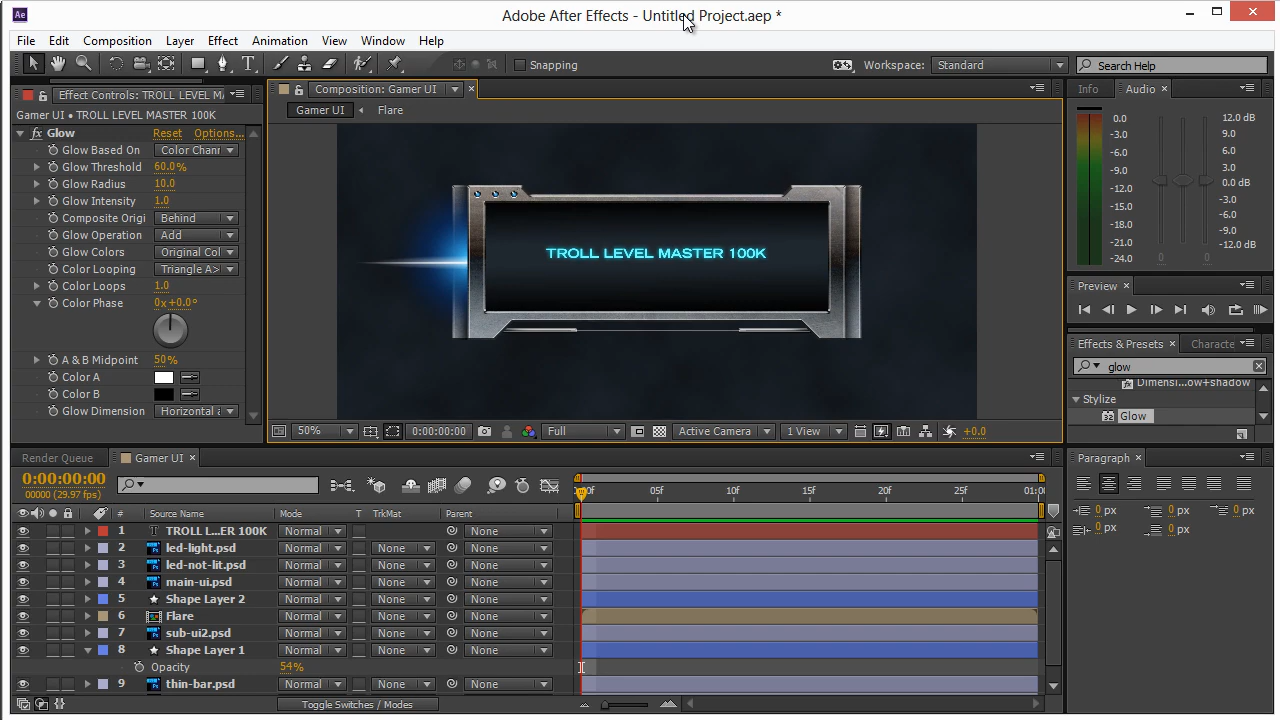 Ae
Adobe After Effects - Untitled Project.aep *
File Edit Composition Layer Effect Animation View Window Help
T Snapping Workspace: Standard Search Help
Effect Controls: TROLL LEVEL MA
Gamer UI • TROLL LEVEL MASTER 100K
fx Glow Reset Options...
Glow Based On Color Chann
Glow Threshold 60.0%
Glow Radius 10.0
Glow Intensity 1.0
Composite Origi Behind
Glow Operation Add
Glow Colors Original Col
Color Looping Triangle A>
Color Loops 1.0
Color Phase 0x+0.0°
A & B Midpoint 50%
Color A
Color B
Glow Dimension Horizontal a
Composition: Gamer UI
Gamer UI Flare
TROLL LEVEL MASTER 100K
50% 0:00:00:00 Full Active Camera 1 View +0.0
Info Audio
0.0 12.0 dB
-3.0 9.0
-6.0 6.0
-9.0 3.0
-12.0 0.0 dB
-15.0 -3.0
-18.0 -6.0
-21.0 -9.0
-24.0 -12.0 dB
0 0
Preview
Effects & Presets Characte
glow
Dimensi...ow+shadow
Stylize
32 Glow
Render Queue Gamer UI
0:00:00:00
00000 (29.97 fps)
:00f 05f 10f 15f 20f 25f 01:00
# Source Name Mode T TrkMat Parent
1 T TROLL L...ER 100K Normal None
2 led-light.psd Normal None None
3 led-not-lit.psd Normal None None
4 main-ui.psd Normal None None
5 Shape Layer 2 Normal None None
6 Flare Normal None None
7 sub-ui2.psd Normal None None
8 Shape Layer 1 Normal None None
Opacity 54%
9 thin-bar.psd Normal None None
Toggle Switches / Modes
Paragraph
0 px 0 px 0 px
0 px 0 px